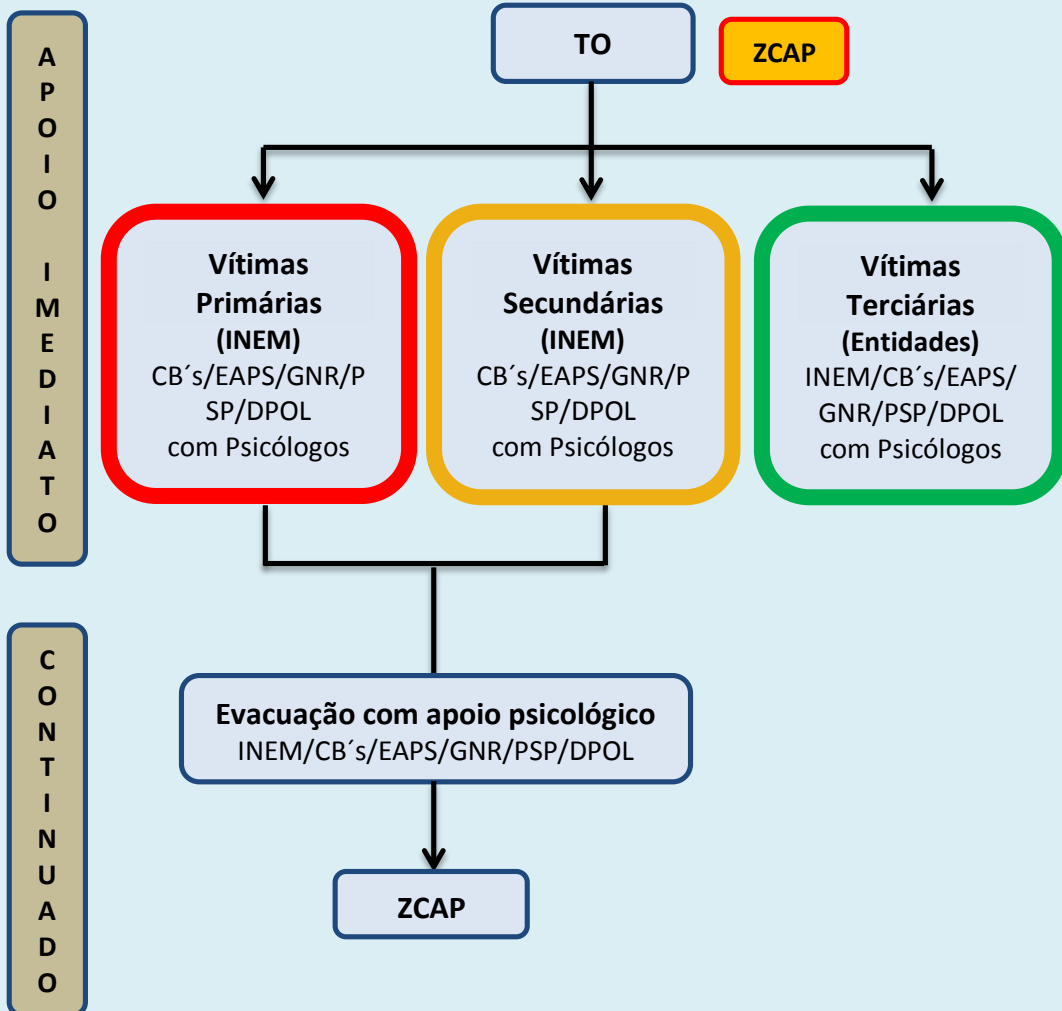 APOIO IMEDIATO
TO
ZCAP
Vítimas
Primárias
(INEM)
CB´s/EAPS/GNR/P
SP/DPOL
com Psicólogos
Vítimas
Secundárias
(INEM)
CB´s/EAPS/GNR/P
SP/DPOL
com Psicólogos
Vítimas
Terciárias
(Entidades)
INEM/CB´s/EAPS/
GNR/PSP/DPOL
com Psicólogos
CONTINUADO
Evacuação com apoio psicológico
INEM/CB´s/EAPS/GNR/PSP/DPOL
ZCAP